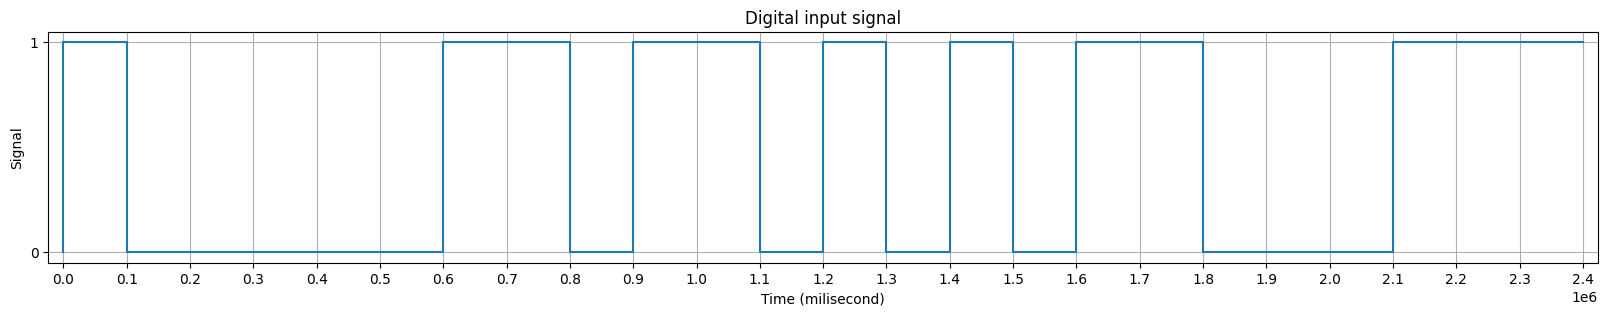 Digital input signal
1
Signal
0
0.0 0.1 0.2 0.3 0.4 0.5 0.6 0.7 0.8 0.9 1.0 1.1 1.2 1.3 1.4 1.5 1.6 1.7 1.8 1.9 2.0 2.1 2.2 2.3 2.4
Time (milisecond)
1e6